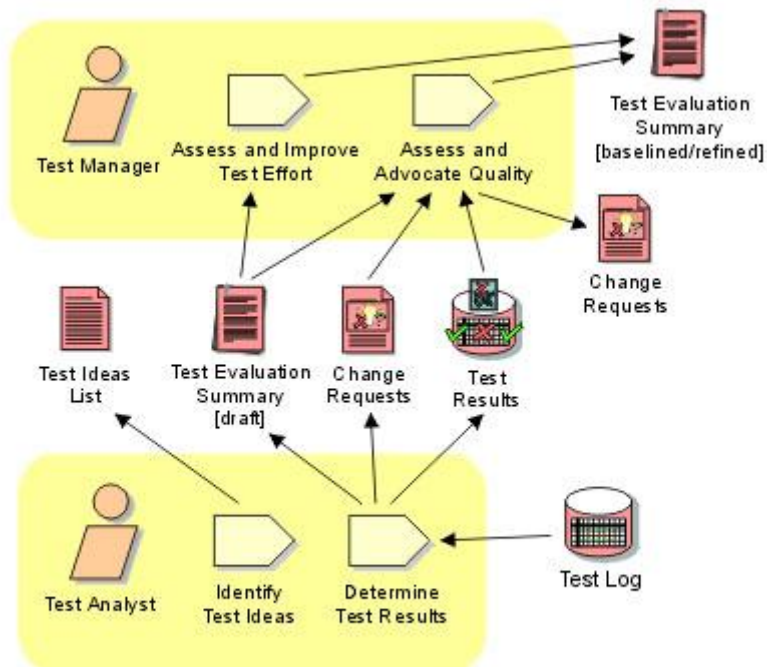 Test Manager
Assess and Improve
Test Effort
Assess and
Advocate Quality
Test Evaluation
Summary
[baselined/refined]
Change
Requests
Test Ideas
List
Test Evaluation
Summary
[draft]
Change
Requests
Test
Results
Test Analyst
Identify
Test Ideas
Determine
Test Results
Test Log